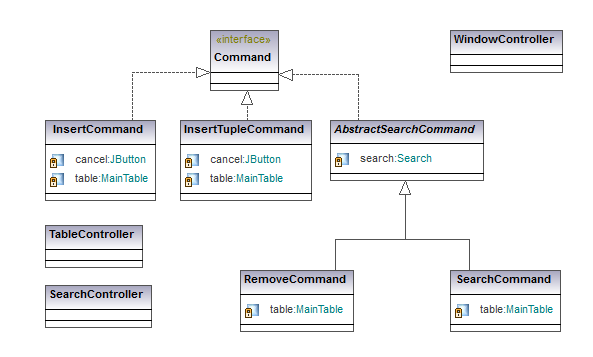 «interface»
Command
WindowController
InsertCommand
cancel:JButton
table:MainTable
InsertTupleCommand
cancel:JButton
table:MainTable
AbstractSearchCommand
search:Search
TableController
SearchController
RemoveCommand
table:MainTable
SearchCommand
table:MainTable